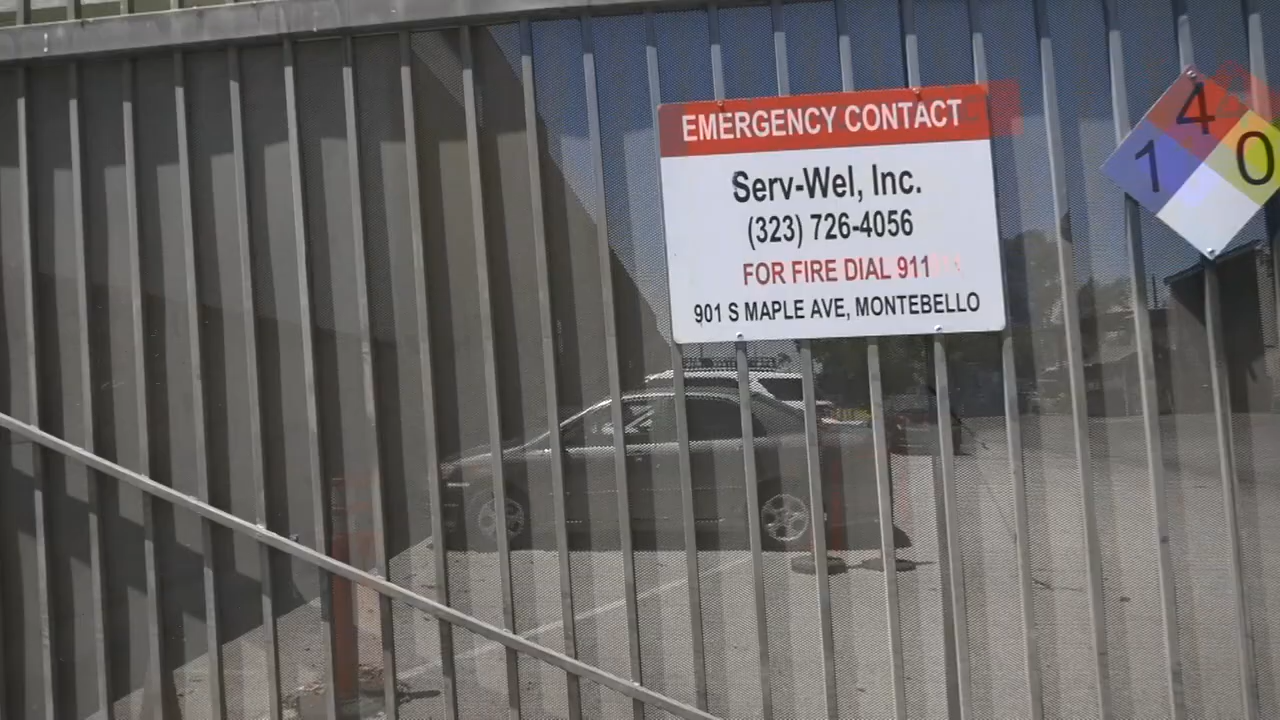 EMERGENCY CONTACT
Serv-Wel, Inc.
(323) 726-4056
FOR FIRE DIAL 911
901 S MAPLE AVE, MONTEBELLO
4
1 0